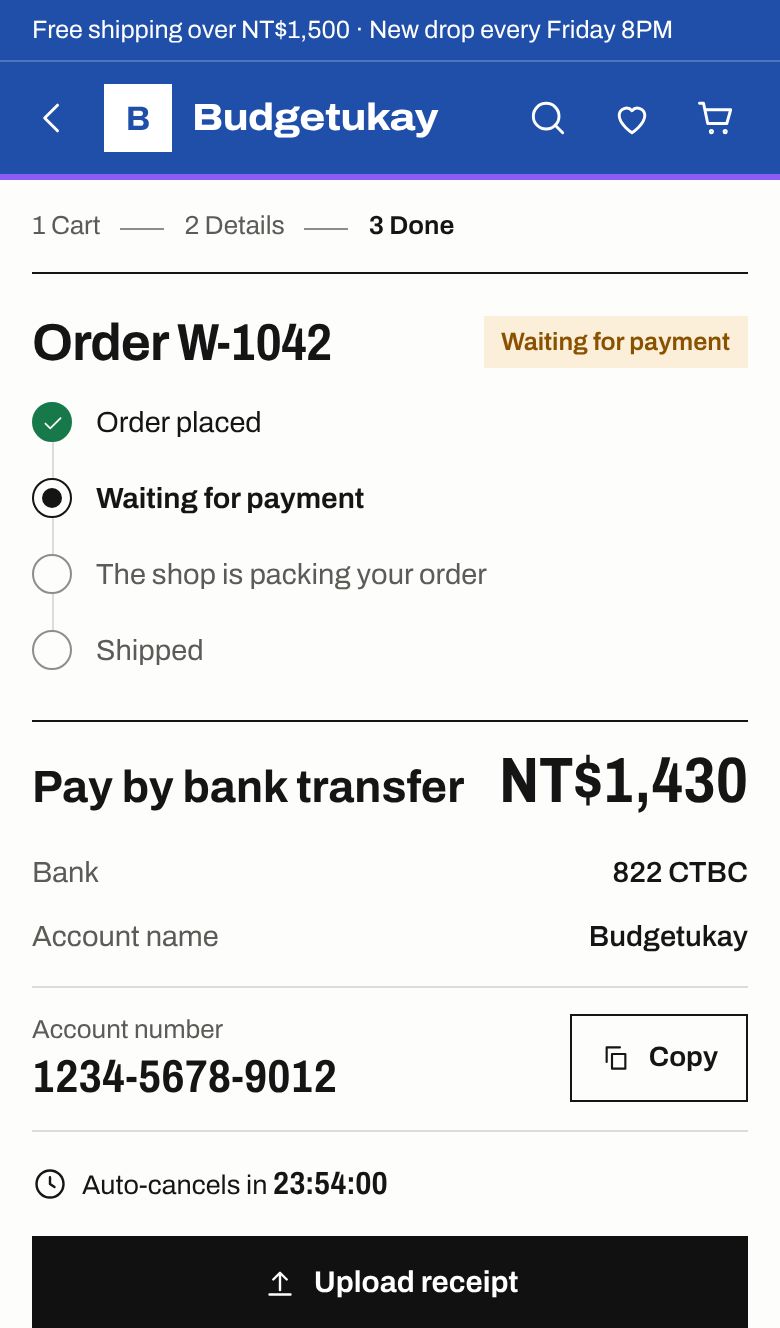 Free shipping over NT$1,500 · New drop every Friday 8PM
B Budgetukay
1 Cart 2 Details 3 Done
Order W-1042 Waiting for payment
Order placed
Waiting for payment
The shop is packing your order
Shipped
Pay by bank transfer NT$1,430
Bank 822 CTBC
Account name Budgetukay
Account number
1234-5678-9012 Copy
Auto-cancels in 23:54:00
Upload receipt